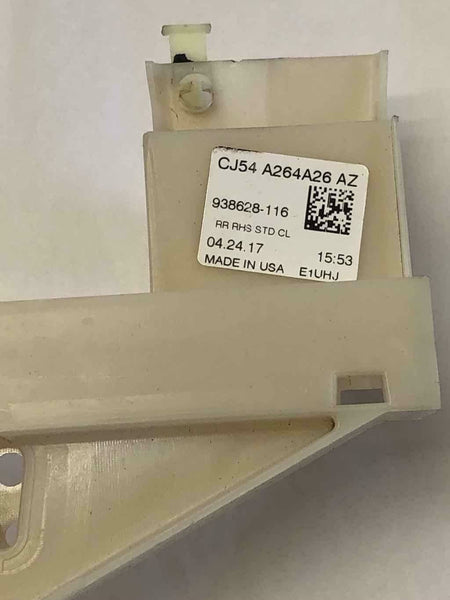 CJ54 A264A26 AZ
938628-116
RR RHS STD CL
04.24.17 15:53
MADE IN USA E1UHJ